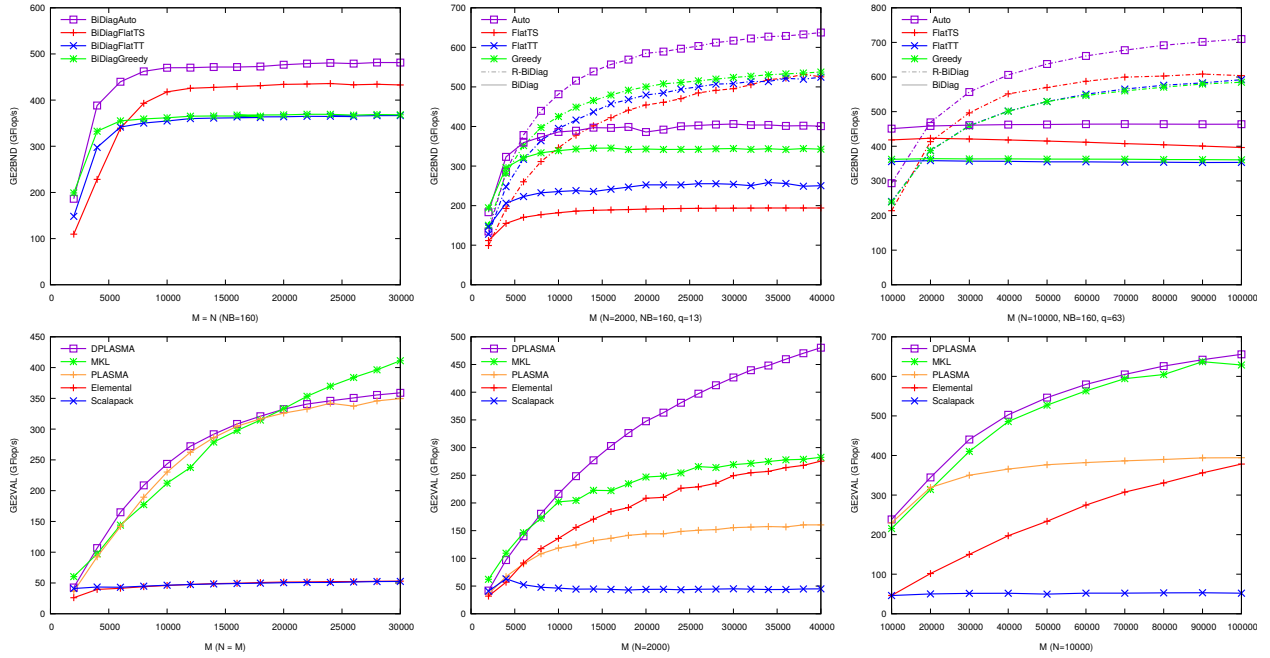 GE2BND (GFlop/s)
600
500
400
300
200
100
0
BiDiagAuto
BiDiagFlatTS
BiDiagFlatTT
BiDiagGreedy
0 5000 10000 15000 20000 25000 30000
M = N (NB=160)
GE2BND (GFlop/s)
700
600
500
400
300
200
100
0
Auto
FlatTS
FlatTT
Greedy
R-BiDiag
BiDiag
0 5000 10000 15000 20000 25000 30000 35000 40000
M (N=2000, NB=160, q=13)
GE2BND (GFlop/s)
800
700
600
500
400
300
200
100
0
Auto
FlatTS
FlatTT
Greedy
R-BiDiag
BiDiag
10000 20000 30000 40000 50000 60000 70000 80000 90000 100000
M (N=10000, NB=160, q=63)
GE2VAL (GFlop/s)
450
400
350
300
250
200
150
100
50
0
DPLASMA
MKL
PLASMA
Elemental
Scalapack
0 5000 10000 15000 20000 25000 30000
M (N = M)
GE2VAL (GFlop/s)
500
450
400
350
300
250
200
150
100
50
0
DPLASMA
MKL
PLASMA
Elemental
Scalapack
0 5000 10000 15000 20000 25000 30000 35000 40000
M (N=2000)
GE2VAL (GFlop/s)
700
600
500
400
300
200
100
0
DPLASMA
MKL
PLASMA
Elemental
Scalapack
10000 20000 30000 40000 50000 60000 70000 80000 90000 100000
M (N=10000)